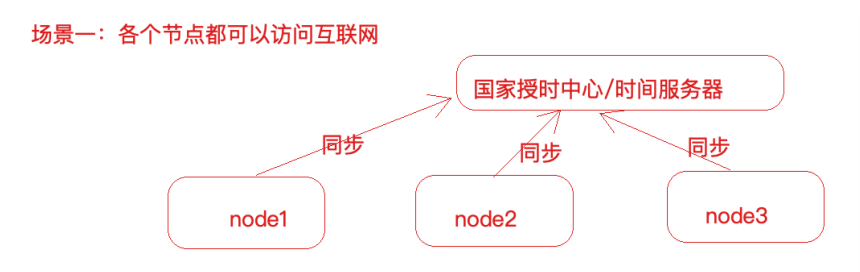 场景一：各个节点都可以访问互联网
国家授时中心/时间服务器
同步
同步
同步
node1
node2
node3